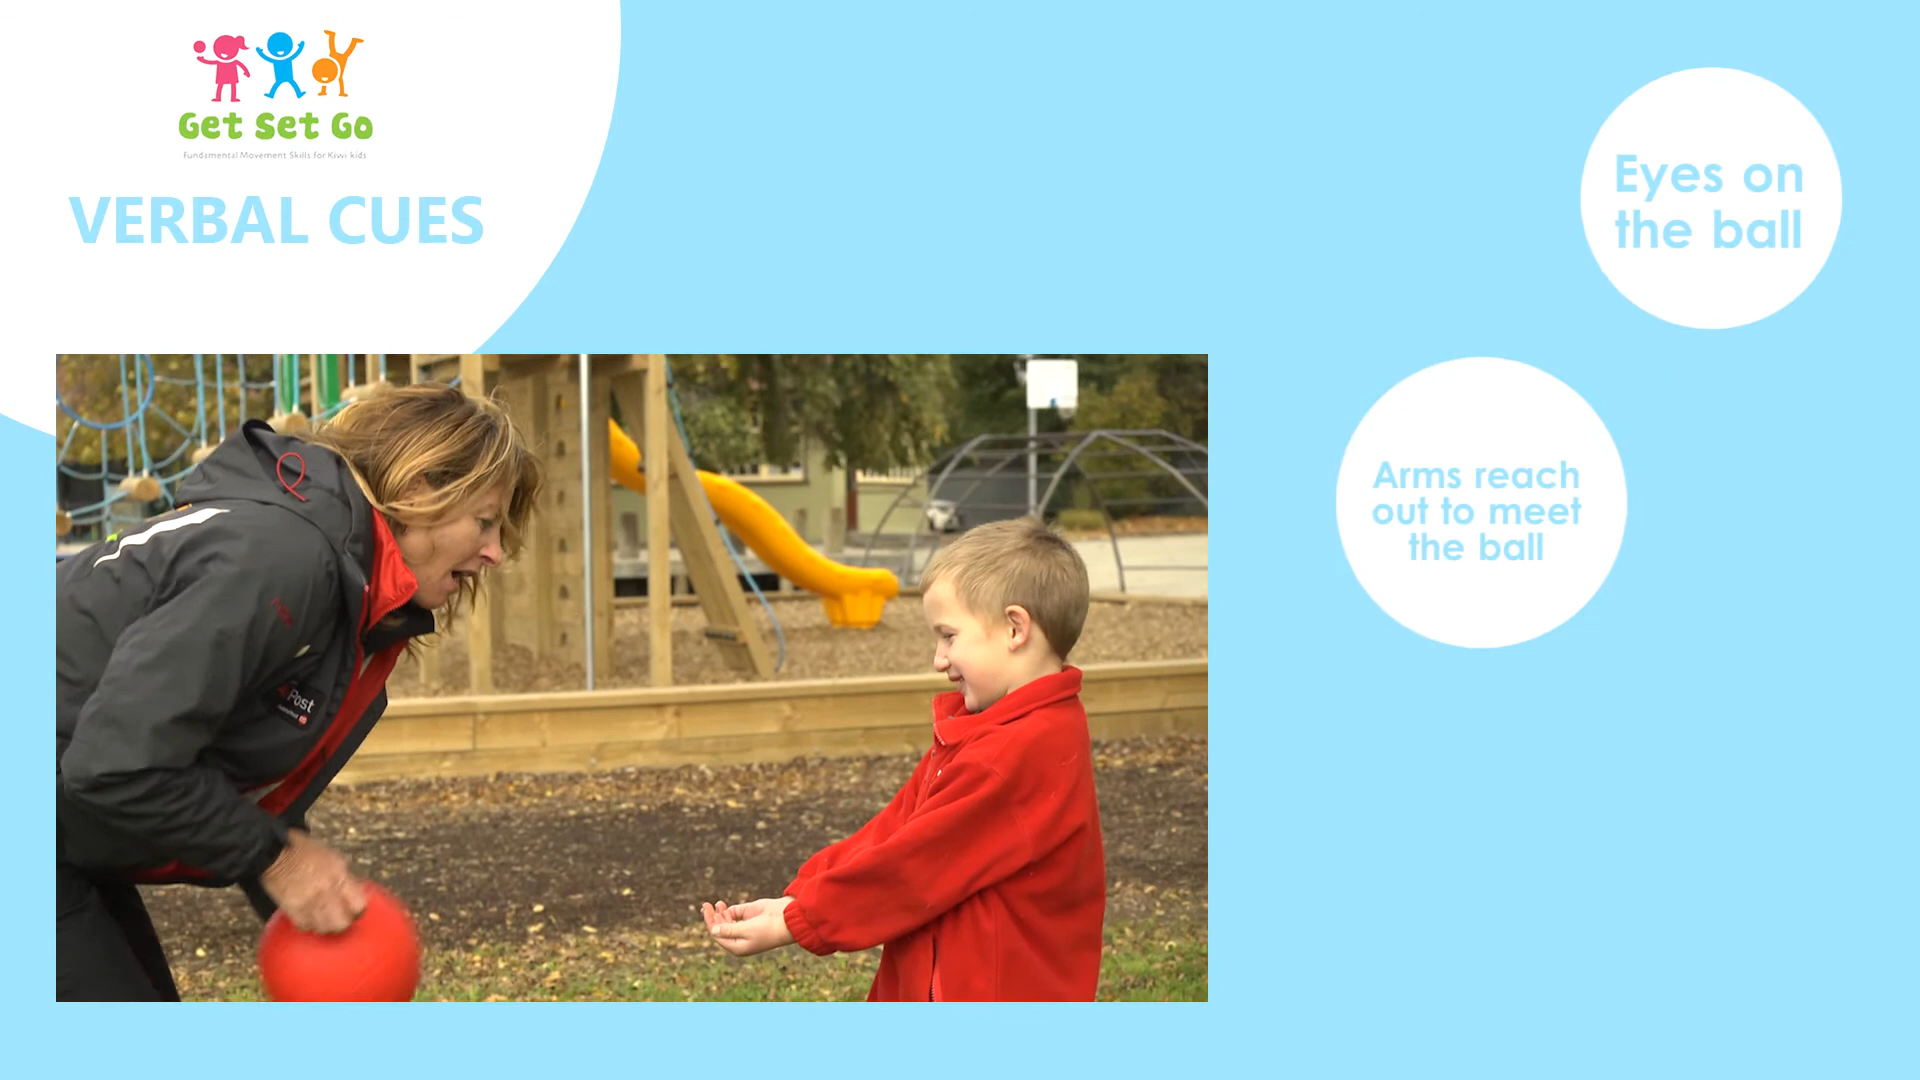 Get Set Go
Fundamental Movement Skills for Kiwi kids
VERBAL CUES
Eyes on
the ball
Arms reach
out to meet
the ball
Post